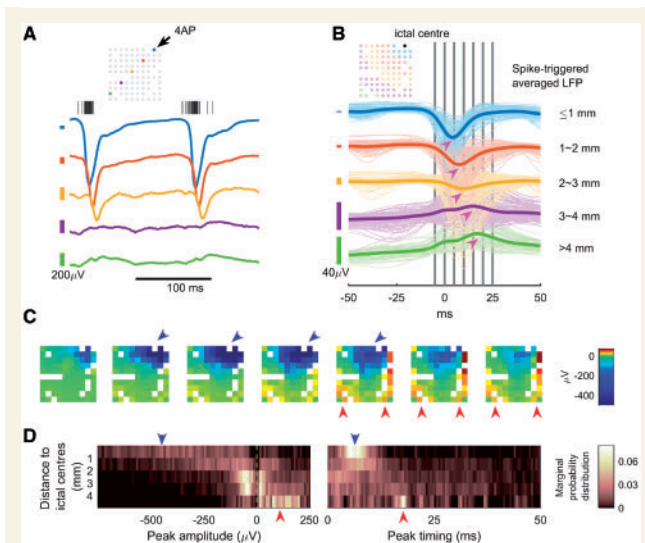 A
4AP
200μV
100 ms
B
ictal centre
Spike-triggered
averaged LFP
≤1 mm
1~2 mm
2~3 mm
3~4 mm
>4 mm
40μV
-50
-25
0
25
50
ms
C
0
-200
-400
μV
D
Distance to
ictal centres
(mm)
1
2
3
4
-500
-250
0
250
Peak amplitude (μV)
0
25
50
Peak timing (ms)
Marginal
probability
distribution
0.06
0.03
0